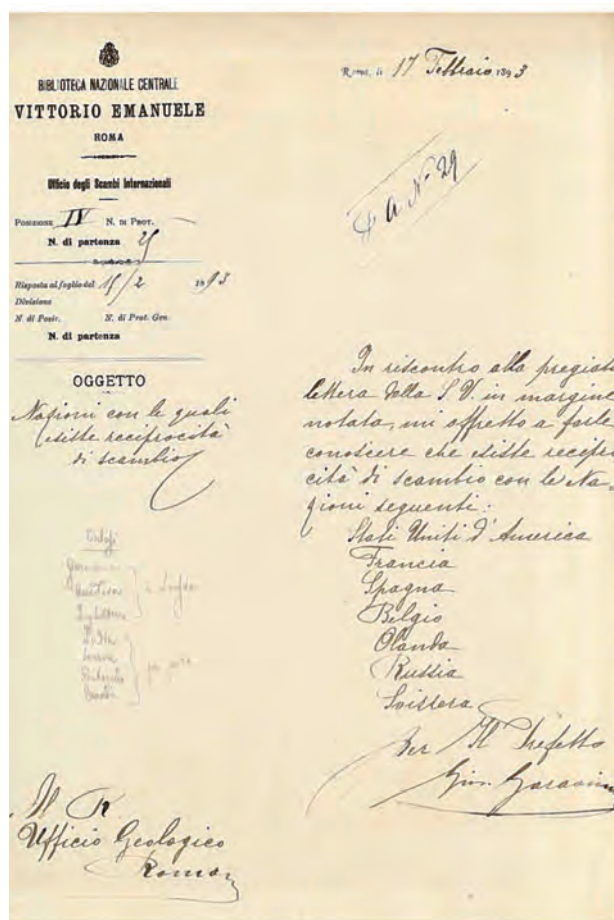 BIBLIOTECA NAZIONALE CENTRALE
VITTORIO EMANUELE
ROMA
Ufficio degli Scambi Internazionali
POSIZIONE IV N. DI PROT.
N. di partenza
Risposta al foglio del 15/2 1893
Divisione
N. di Posiz. N. di Prot. Gen.
N. di partenza
OGGETTO
Nazioni con le quali
esiste reciprocità
di scambio
Roma, li 17 Febbraio 1893
A N° 29
In riscontro alla pregiata
lettera della S. V. in margine
notata, mi affretto a farle
conoscere che esiste recipro
cità di scambio con le Na=
zioni seguenti:
Stati Uniti d'America
Francia
Spagna
Belgio
Olanda
Russia
Svizzera
Per Il Prefetto
Il R.
Ufficio Geologico
Roma